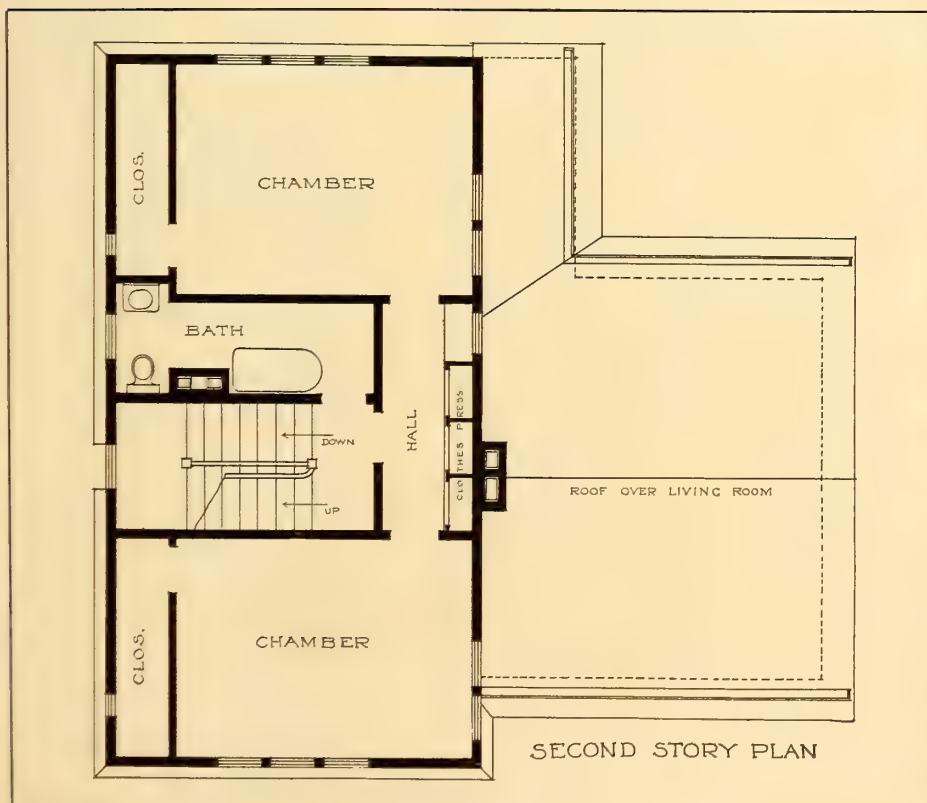 CLOS.
CHAMBER
BATH
DOWN
HALL
CLOTHES PRESS
UP
ROOF OVER LIVING ROOM
CLOS.
CHAMBER
SECOND STORY PLAN